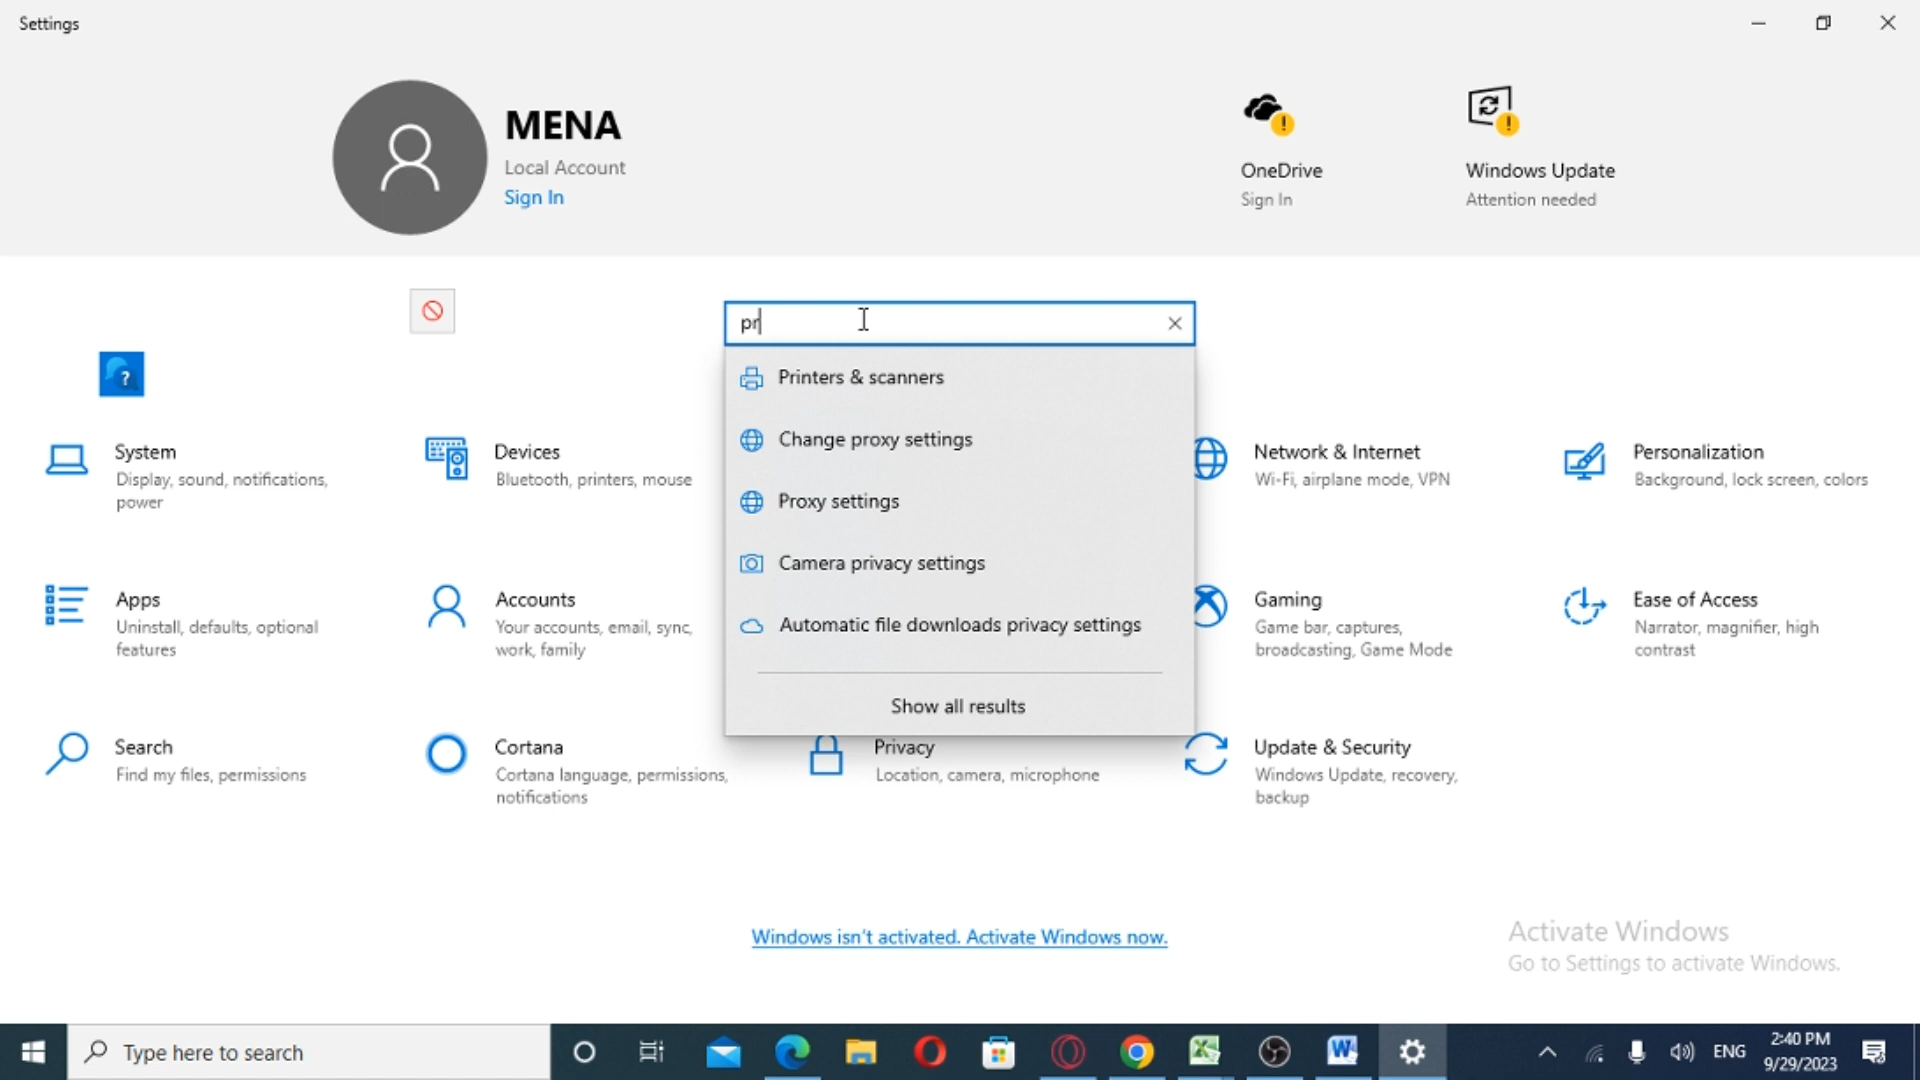 Settings
MENA
Local Account
Sign In
OneDrive
Sign In
Windows Update
Attention needed
pr
Printers & scanners
Change proxy settings
Proxy settings
Camera privacy settings
Automatic file downloads privacy settings
Show all results
System
Display, sound, notifications,
power
Devices
Bluetooth, printers, mouse
Network & Internet
Wi-Fi, airplane mode, VPN
Personalization
Background, lock screen, colors
Apps
Uninstall, defaults, optional
features
Accounts
Your accounts, email, sync,
work, family
Gaming
Game bar, captures,
broadcasting, Game Mode
Ease of Access
Narrator, magnifier, high
contrast
Search
Find my files, permissions
Cortana
Cortana language, permissions,
notifications
Privacy
Location, camera, microphone
Update & Security
Windows Update, recovery,
backup
Windows isn't activated. Activate Windows now.
Activate Windows
Go to Settings to activate Windows.
Type here to search
ENG
2:40 PM
9/29/2023